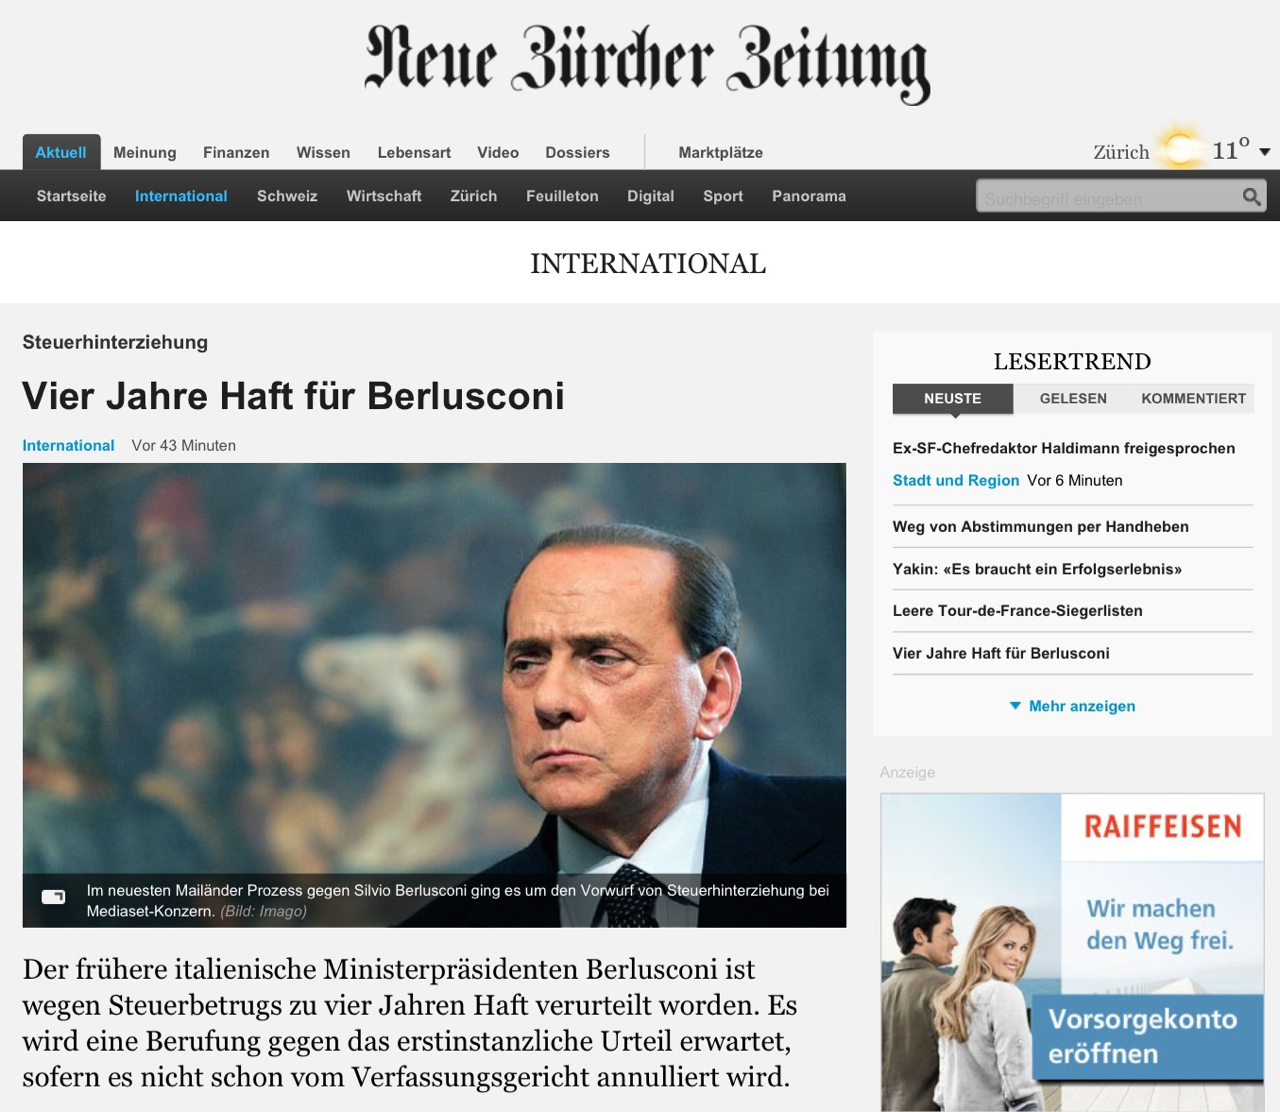 Neue Zürcher Zeitung
Aktuell Meinung Finanzen Wissen Lebensart Video Dossiers Marktplätze
Zürich 11°
Startseite International Schweiz Wirtschaft Zürich Feuilleton Digital Sport Panorama
Suchbegriff eingeben
INTERNATIONAL
Steuerhinterziehung
Vier Jahre Haft für Berlusconi
International Vor 43 Minuten
Im neuesten Mailänder Prozess gegen Silvio Berlusconi ging es um den Vorwurf von Steuerhinterziehung bei
Mediaset-Konzern. (Bild: Imago)
Der frühere italienische Ministerpräsidenten Berlusconi ist
wegen Steuerbetrugs zu vier Jahren Haft verurteilt worden. Es
wird eine Berufung gegen das erstinstanzliche Urteil erwartet,
sofern es nicht schon vom Verfassungsgericht annulliert wird.
LESERTREND
NEUSTE GELESEN KOMMENTIERT
Ex-SF-Chefredaktor Haldimann freigesprochen
Stadt und Region Vor 6 Minuten
Weg von Abstimmungen per Handheben
Yakin: «Es braucht ein Erfolgserlebnis»
Leere Tour-de-France-Siegerlisten
Vier Jahre Haft für Berlusconi
Mehr anzeigen
Anzeige
RAIFFEISEN
Wir machen
den Weg frei.
Vorsorgekonto
eröffnen